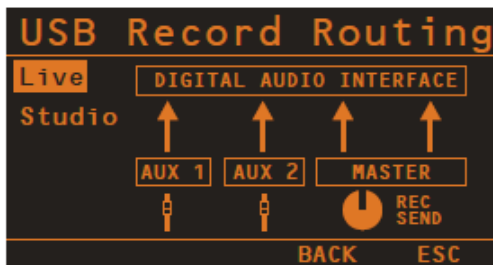 USB Record Routing
Live
DIGITAL AUDIO INTERFACE
Studio
AUX 1 AUX 2 MASTER
REC
SEND
BACK ESC